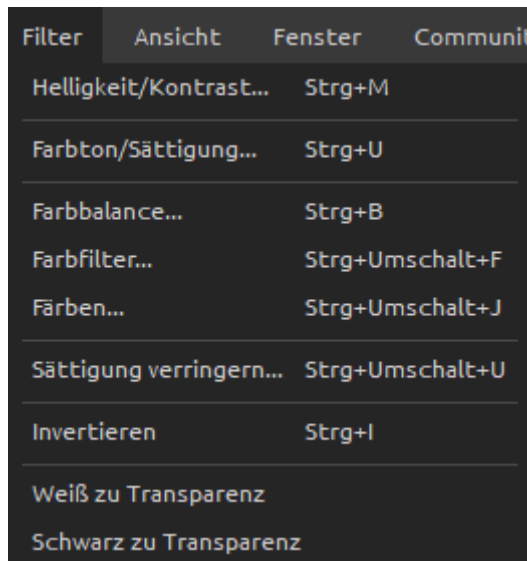 Filter Ansicht Fenster Communit
Helligkeit/Kontrast... Strg+M
Farbton/Sättigung... Strg+U
Farbbalance... Strg+B
Farbfilter... Strg+Umschalt+F
Färben... Strg+Umschalt+J
Sättigung verringern... Strg+Umschalt+U
Invertieren Strg+I
Weiß zu Transparenz
Schwarz zu Transparenz